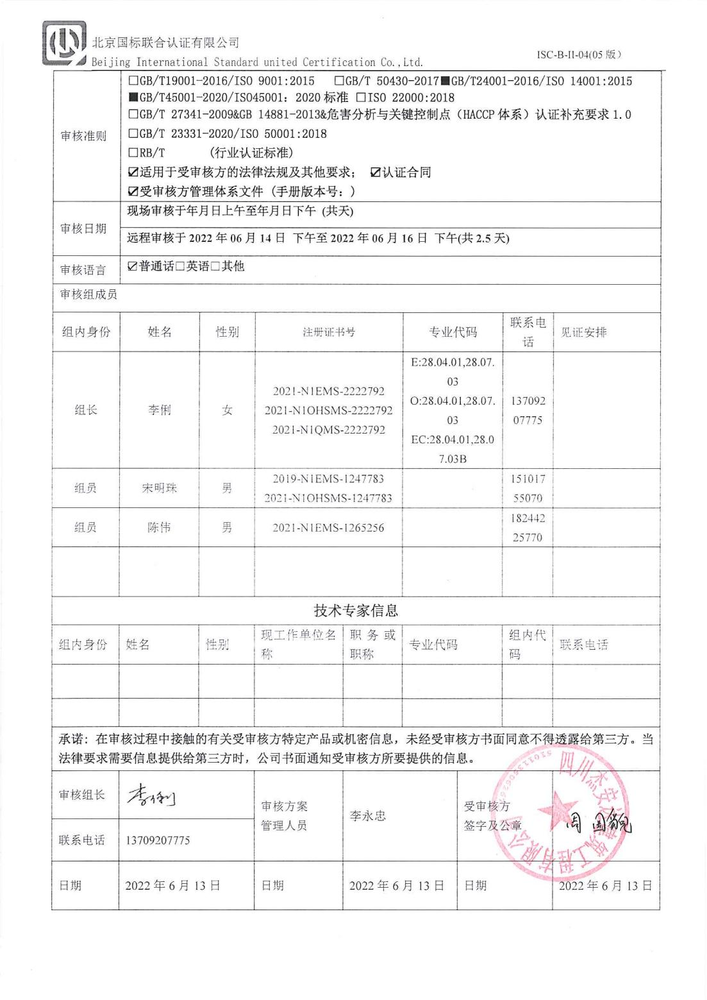 北京国标联合认证有限公司
Beijing International Standard united Certification Co.,Ltd.
ISC-B-II-04(05 版)
审核准则
□GB/T19001-2016/ISO 9001:2015 □GB/T 50430-2017■GB/T24001-2016/ISO 14001:2015
■GB/T45001-2020/ISO45001：2020 标准 □ISO 22000:2018
□GB/T 27341-2009&GB 14881-2013&危害分析与关键控制点（HACCP 体系）认证补充要求 1.0
□GB/T 23331-2020/ISO 50001:2018
□RB/T (行业认证标准)
☑适用于受审核方的法律法规及其他要求； ☑认证合同
☑受审核方管理体系文件（手册版本号：）
审核日期
现场审核于年月日上午至年月日下午 (共天)
远程审核于 2022 年 06 月 14 日 下午至 2022 年 06 月 16 日 下午(共 2.5 天)
审核语言
☑普通话□英语□其他
审核组成员
组内身份 姓名 性别 注册证书号 专业代码 联系电
话
见证安排
组长 李俐 女
2021-N1EMS-2222792
2021-N1OHSMS-2222792
2021-N1QMS-2222792
E:28.04.01,28.07.
03
O:28.04.01,28.07.
03
EC:28.04.01,28.0
7.03B
137092
07775
组员 宋明珠 男
2019-N1EMS-1247783
2021-N1OHSMS-1247783
151017
55070
组员 陈伟 男 2021-N1EMS-1265256
182442
25770
技术专家信息
组内身份 姓名 性别
现工作单位名
称
职 务 或
职称
专业代码
组内代
码
联系电话
承诺：在审核过程中接触的有关受审核方特定产品或机密信息，未经受审核方书面同意不得透露给第三方。当
法律要求需要信息提供给第三方时，公司书面通知受审核方所要提供的信息。
审核组长 李俐
审核方案
管理人员
李永忠
受审核方
签字及公章
联系电话 13709207775
日期 2022 年 6 月 13 日 日期 2022 年 6 月 13 日 日期 2022 年 6 月 13 日